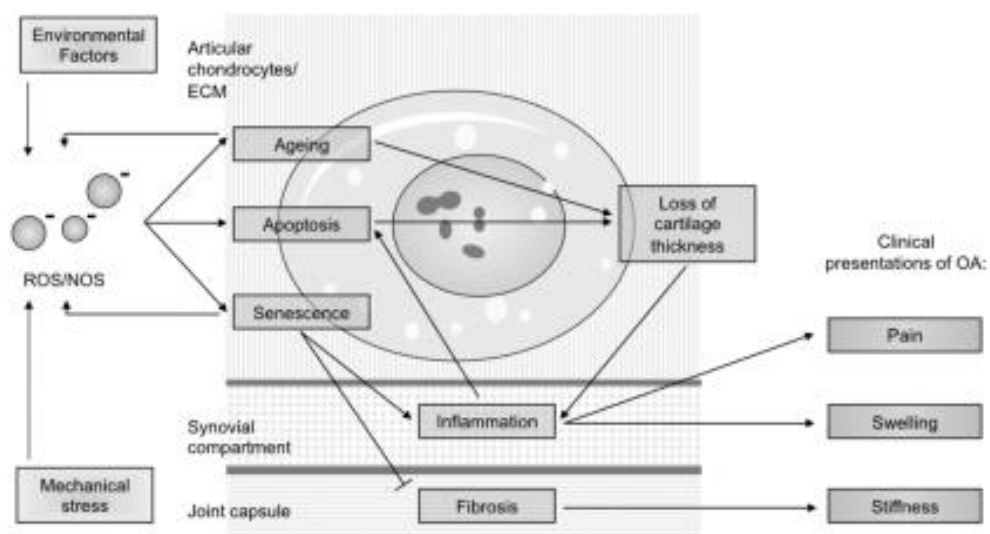 Environmental
Factors
Articular
chondrocytes/
ECM
Ageing
Apoptosis
Senescence
ROS/NOS
Loss of
cartilage
thickness
Clinical
presentations of OA:
Pain
Swelling
Stiffness
Synovial
compartment
Inflammation
Mechanical
stress
Joint capsule
Fibrosis